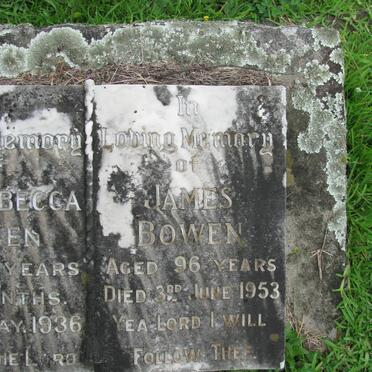 Memory
BECCA
EN
YEARS
NTHS.
AY, 1936
THE LORD
In
Loving Memory
of
JAMES
BOWEN
AGED 96 YEARS
DIED 3RD JUNE 1953
YEA LORD I WILL
FOLLOW THEE